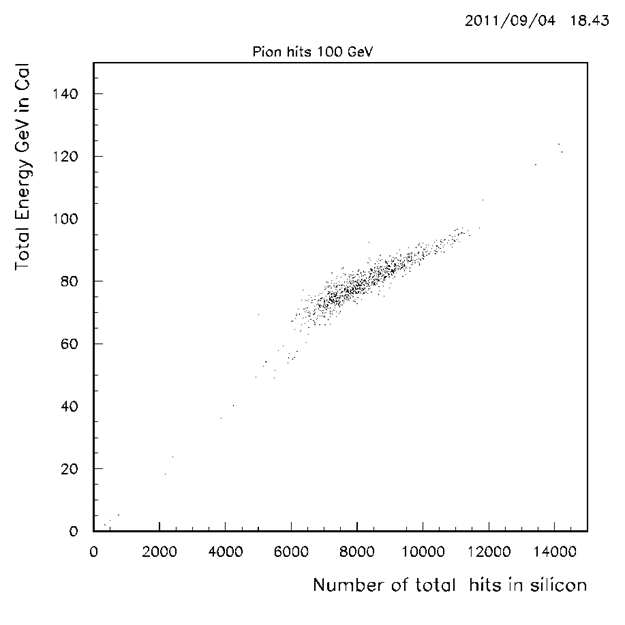 2011/09/04 18.43
Pion hits 100 GeV
Total Energy GeV in Cal
140
120
100
80
60
40
20
0
0 2000 4000 6000 8000 10000 12000 14000
Number of total hits in silicon